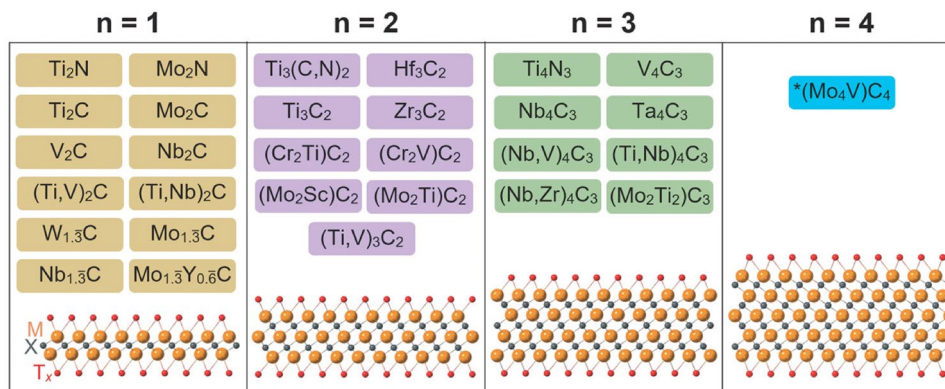 n = 1 n = 2 n = 3 n = 4
Ti₂N Mo₂N Ti₃(C,N)₂ Hf₃C₂ Ti₄N₃ V₄C₃ *(Mo₄V)C₄
Ti₂C Mo₂C Ti₃C₂ Zr₃C₂ Nb₄C₃ Ta₄C₃
V₂C Nb₂C (Cr₂Ti)C₂ (Cr₂V)C₂ (Nb,V)₄C₃ (Ti,Nb)₄C₃
(Ti,V)₂C (Ti,Nb)₂C (Mo₂Sc)C₂ (Mo₂Ti)C₂ (Nb,Zr)₄C₃ (Mo₂Ti₂)C₃
W₁.₃̅C Mo₁.₃̅C (Ti,V)₃C₂
Nb₁.₃̅C Mo₁.₃̅Y₀.₆̅C
M
X
Tₓ